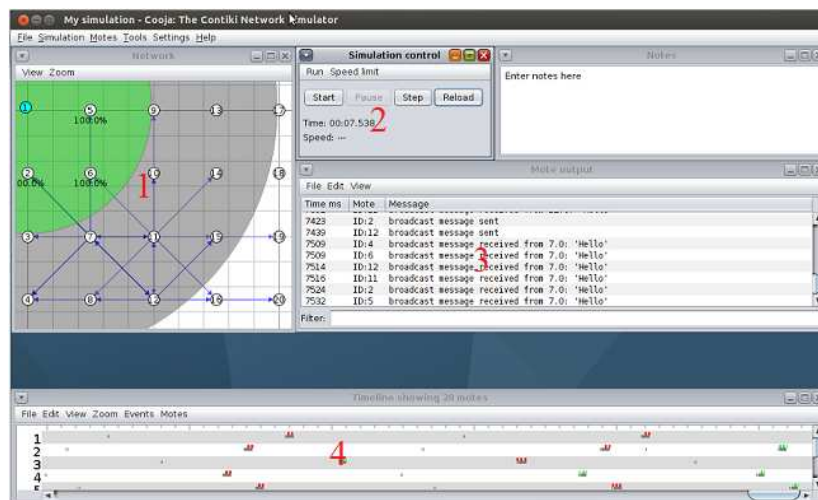 My simulation - Cooja: The Contiki Network Emulator
File Simulation Motes Tools Settings Help
Network
View Zoom
1
5
9
13
17
100.0%
2
6
10
14
18
00.0%
100.0%
1
3
7
11
15
19
4
8
12
16
20
Simulation control
Run Speed limit
Start Pause Step Reload
Time: 00:07.538
2
Speed: ---
Notes
Enter notes here
Mote output
File Edit View
Time ms Mote Message
7423 ID:2 broadcast message sent
7439 ID:12 broadcast message sent
7509 ID:4 broadcast message received from 7.0: 'Hello'
7509 ID:6 broadcast message received from 7.0: 'Hello'
3
7514 ID:12 broadcast message received from 7.0: 'Hello'
7516 ID:11 broadcast message received from 7.0: 'Hello'
7524 ID:2 broadcast message received from 7.0: 'Hello'
7532 ID:5 broadcast message received from 7.0: 'Hello'
Filter:
Timeline showing 20 motes
File Edit View Zoom Events Motes
1
2
3
4
4
5